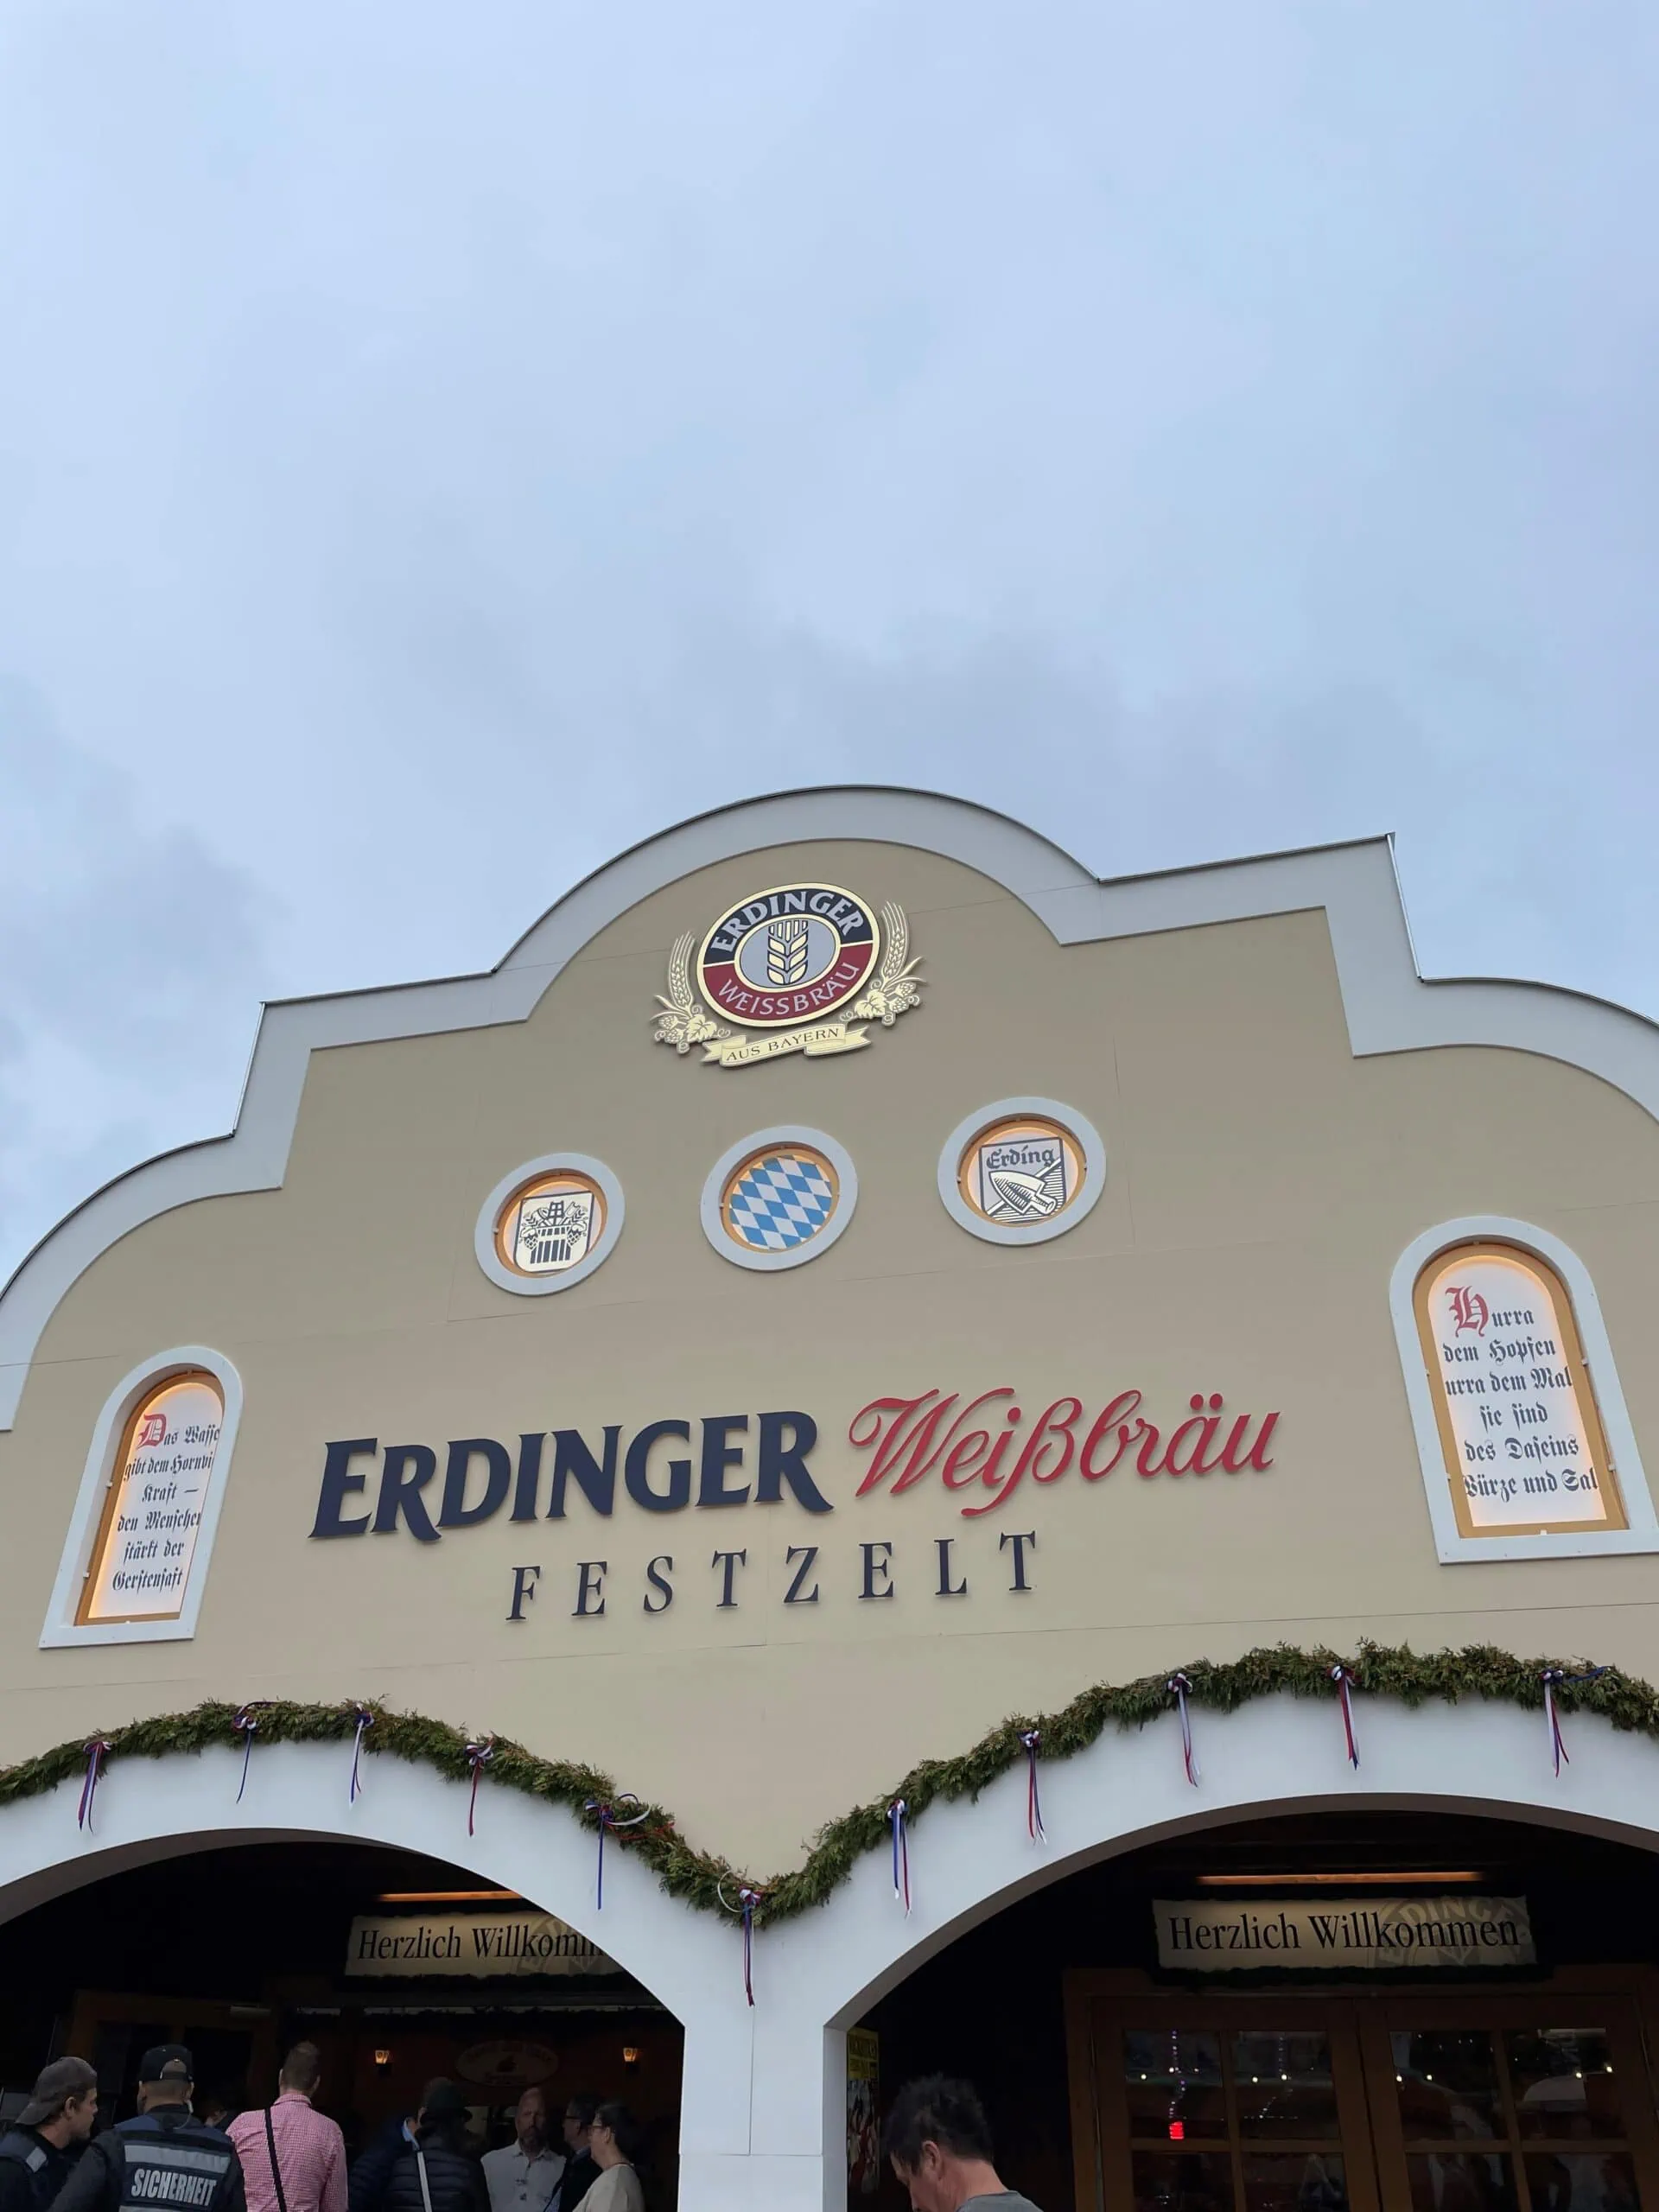 ERDINGER
WEISSBRÄU
AUS BAYERN
Erding
Das Wasse
gibt dem Hornvi
Kraft —
den Menschen
stärkt der
Gerstensaft
Hurra
dem Hopfen
urra dem Mal
sie sind
des Daseins
Würze und Sal
ERDINGER Weißbräu
FESTZELT
Herzlich Willkomm
Herzlich Willkommen
SICHERHEIT